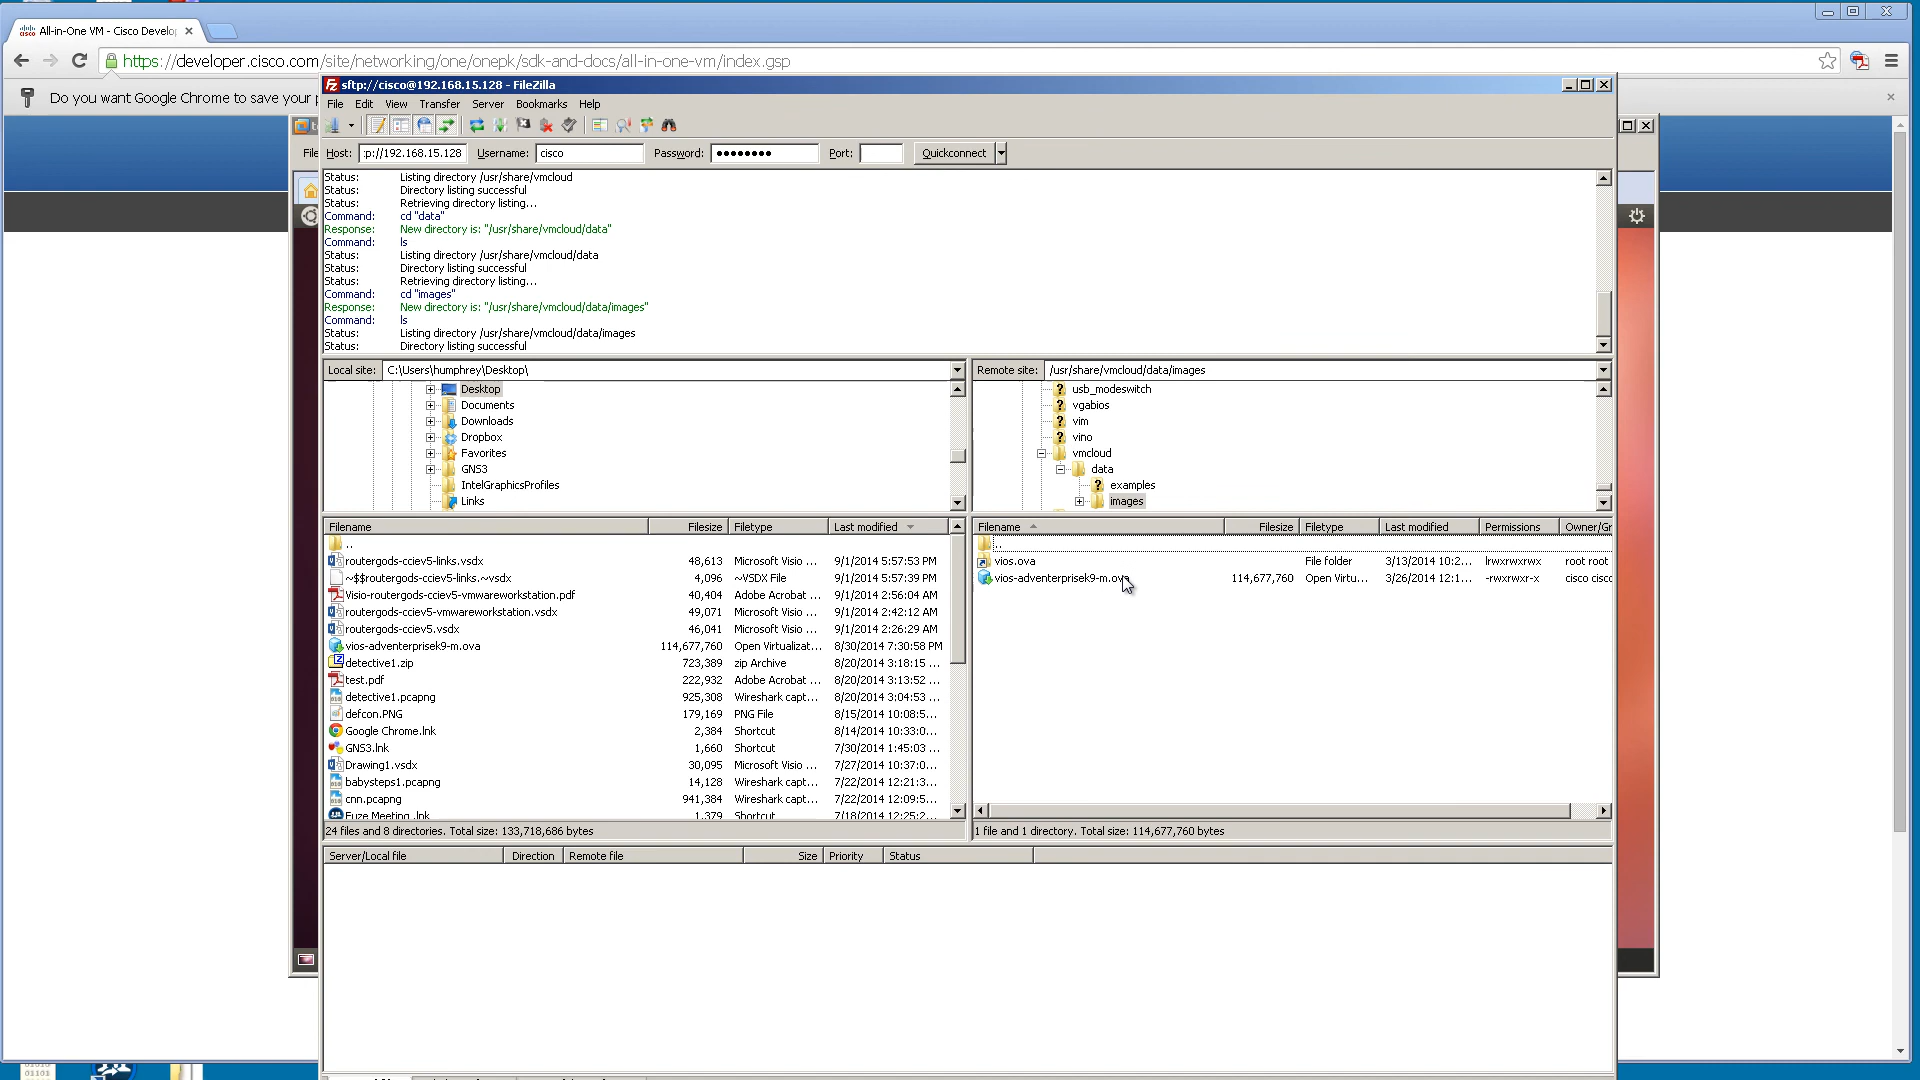 All-in-One VM - Cisco Develop
https://developer.cisco.com/site/networking/one/onepk/sdk-and-docs/all-in-one-vm/index.gsp
Do you want Google Chrome to save your p
sftp://cisco@192.168.15.128 - FileZilla
File Edit View Transfer Server Bookmarks Help
File
Host: :p://192.168.15.128 Username: cisco Password: ●●●●●●●● Port: Quickconnect
Status: Listing directory /usr/share/vmcloud
Status: Directory listing successful
Status: Retrieving directory listing...
Command: cd "data"
Response: New directory is: "/usr/share/vmcloud/data"
Command: ls
Status: Listing directory /usr/share/vmcloud/data
Status: Directory listing successful
Status: Retrieving directory listing...
Command: cd "images"
Response: New directory is: "/usr/share/vmcloud/data/images"
Command: ls
Status: Listing directory /usr/share/vmcloud/data/images
Status: Directory listing successful
Local site: C:\Users\humphrey\Desktop\
Desktop
Documents
Downloads
Dropbox
Favorites
GNS3
IntelGraphicsProfiles
Links
Remote site: /usr/share/vmcloud/data/images
usb_modeswitch
vgabios
vim
vino
vmcloud
data
examples
images
Filename Filesize Filetype Last modified
..
routergods-cciev5-links.vsdx 48,613 Microsoft Visio ... 9/1/2014 5:57:53 PM
~$$routergods-cciev5-links.~vsdx 4,096 ~VSDX File 9/1/2014 5:57:39 PM
Visio-routergods-cciev5-vmwareworkstation.pdf 40,404 Adobe Acrobat ... 9/1/2014 2:56:04 AM
routergods-cciev5-vmwareworkstation.vsdx 49,071 Microsoft Visio ... 9/1/2014 2:42:12 AM
routergods-cciev5.vsdx 46,041 Microsoft Visio ... 9/1/2014 2:26:29 AM
vios-adventerprisek9-m.ova 114,677,760 Open Virtualizat... 8/30/2014 7:30:58 PM
detective1.zip 723,389 zip Archive 8/20/2014 3:18:15 ...
test.pdf 222,932 Adobe Acrobat ... 8/20/2014 3:13:52 ...
detective1.pcapng 925,308 Wireshark capt... 8/20/2014 3:04:53 ...
defcon.PNG 179,169 PNG File 8/15/2014 10:08:5...
Google Chrome.lnk 2,384 Shortcut 8/14/2014 10:33:0...
GNS3.lnk 1,660 Shortcut 7/30/2014 1:45:03 ...
Drawing1.vsdx 30,095 Microsoft Visio ... 7/27/2014 10:37:0...
babysteps1.pcapng 14,128 Wireshark capt... 7/22/2014 12:21:3...
cnn.pcapng 941,384 Wireshark capt... 7/22/2014 12:09:5...
Fuze Meeting .lnk 1,379 Shortcut 7/18/2014 12:25:2...
24 files and 8 directories. Total size: 133,718,686 bytes
Filename Filesize Filetype Last modified Permissions Owner/Gr
..
vios.ova File folder 3/13/2014 10:2... lrwxrwxrwx root root
vios-adventerprisek9-m.ova 114,677,760 Open Virtu... 3/26/2014 12:1... -rwxrwxr-x cisco cisco
1 file and 1 directory. Total size: 114,677,760 bytes
Server/Local file Direction Remote file Size Priority Status